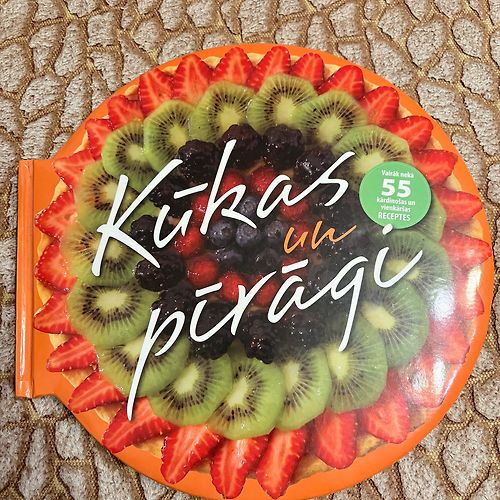 Kūkas
un
pīrāgi
Vairāk nekā
55
kārdinošas un
vienkāršas
RECEPTES